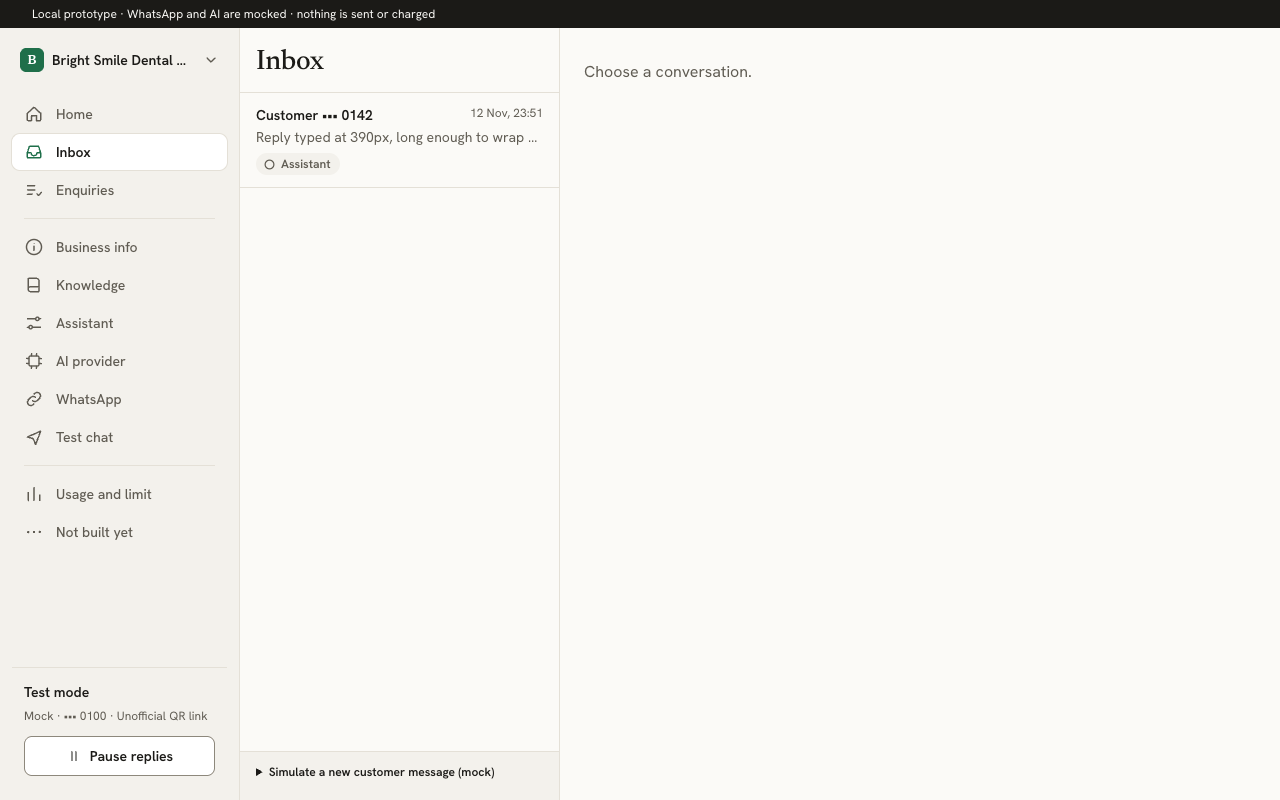 Local prototype · WhatsApp and AI are mocked · nothing is sent or charged
B Bright Smile Dental ...
Home
Inbox
Enquiries
Business info
Knowledge
Assistant
AI provider
WhatsApp
Test chat
Usage and limit
Not built yet
Test mode
Mock · ▪▪▪ 0100 · Unofficial QR link
Pause replies
Inbox
Customer ▪▪▪ 0142 12 Nov, 23:51
Reply typed at 390px, long enough to wrap ...
Assistant
Simulate a new customer message (mock)
Choose a conversation.